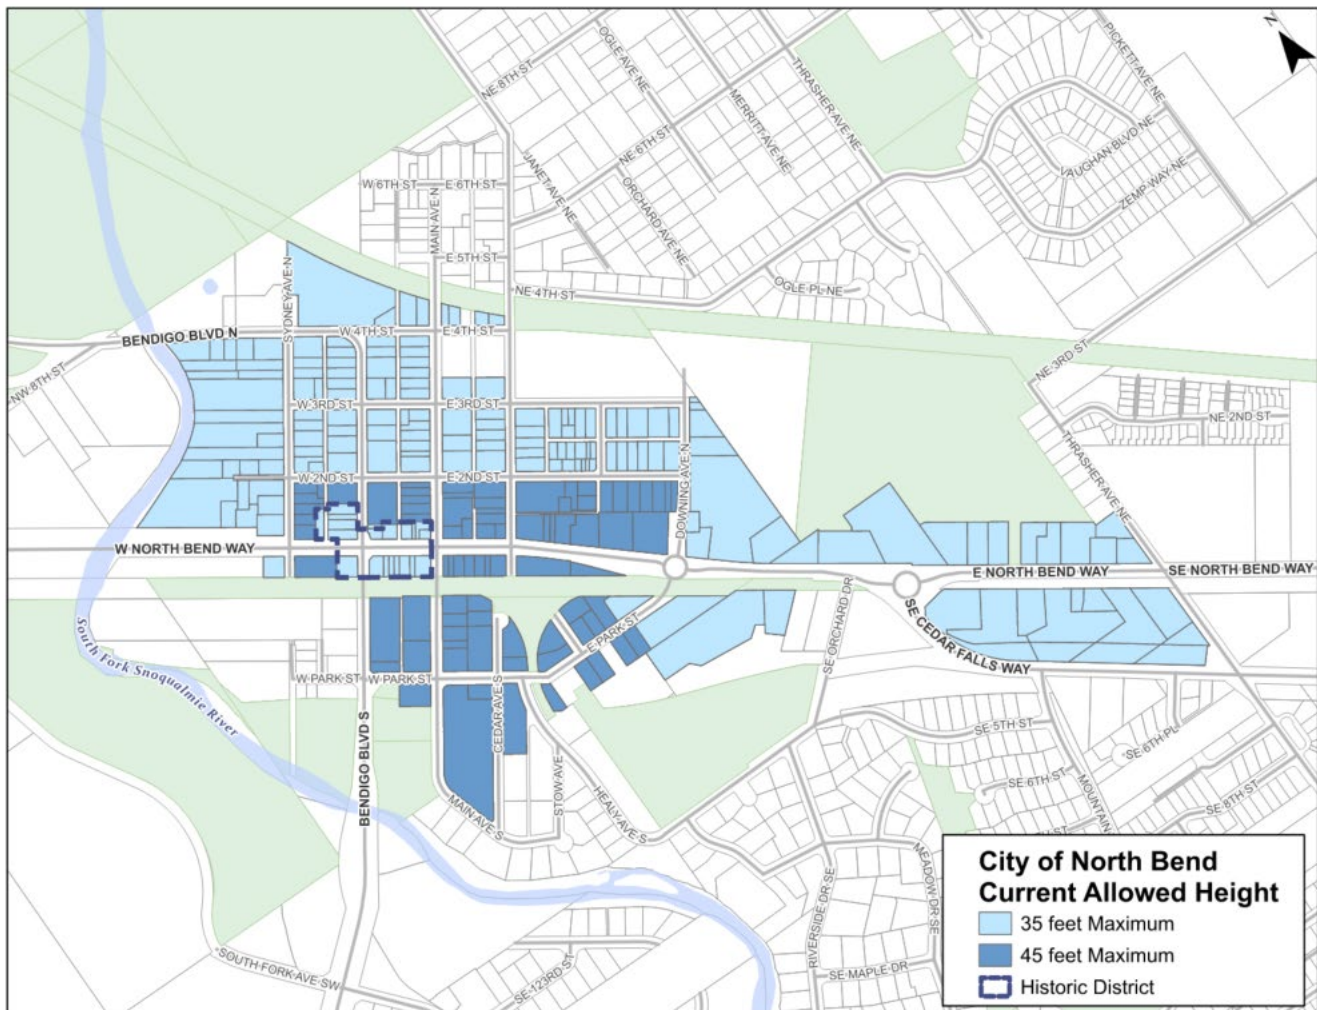 N
OGLE AVE NE
PICKETT AVE NE
NE 8TH ST
THRASHER AVE NE
MERRITT AVE NE
NE 6TH ST
VAUGHAN BLVD NE
JANET AVE NE
ZEMP WAY NE
W 6TH ST
E 6TH ST
ORCHARD AVE NE
MAIN AVE N
E 5TH ST
SYDNEY AVE N
NE 4TH ST
OGLE PL NE
BENDIGO BLVD N
W 4TH ST
E 4TH ST
NW 8TH ST
NE 3RD ST
W 3RD ST
E 3RD ST
NE 2ND ST
THRASHER AVE NE
W 2ND ST
E 2ND ST
DOWNING AVE N
W NORTH BEND WAY
E NORTH BEND WAY
SE NORTH BEND WAY
SE CEDAR FALLS WAY
SE ORCHARD DR
E PARK ST
South Fork Snoqualmie River
W PARK ST
W PARK ST
CEDAR AVE S
BENDIGO BLVD S
SE 5TH ST
SE 6TH PL
SE 6TH ST
MOUNTAIN
SE 8TH ST
STOW AVE
HEALY AVE S
MAIN AVE S
MEADOW DR SE
RIVERSIDE DR SE
SE MAPLE DR
SE 123RD ST
SOUTH FORK AVE SW
City of North Bend
Current Allowed Height
35 feet Maximum
45 feet Maximum
Historic District